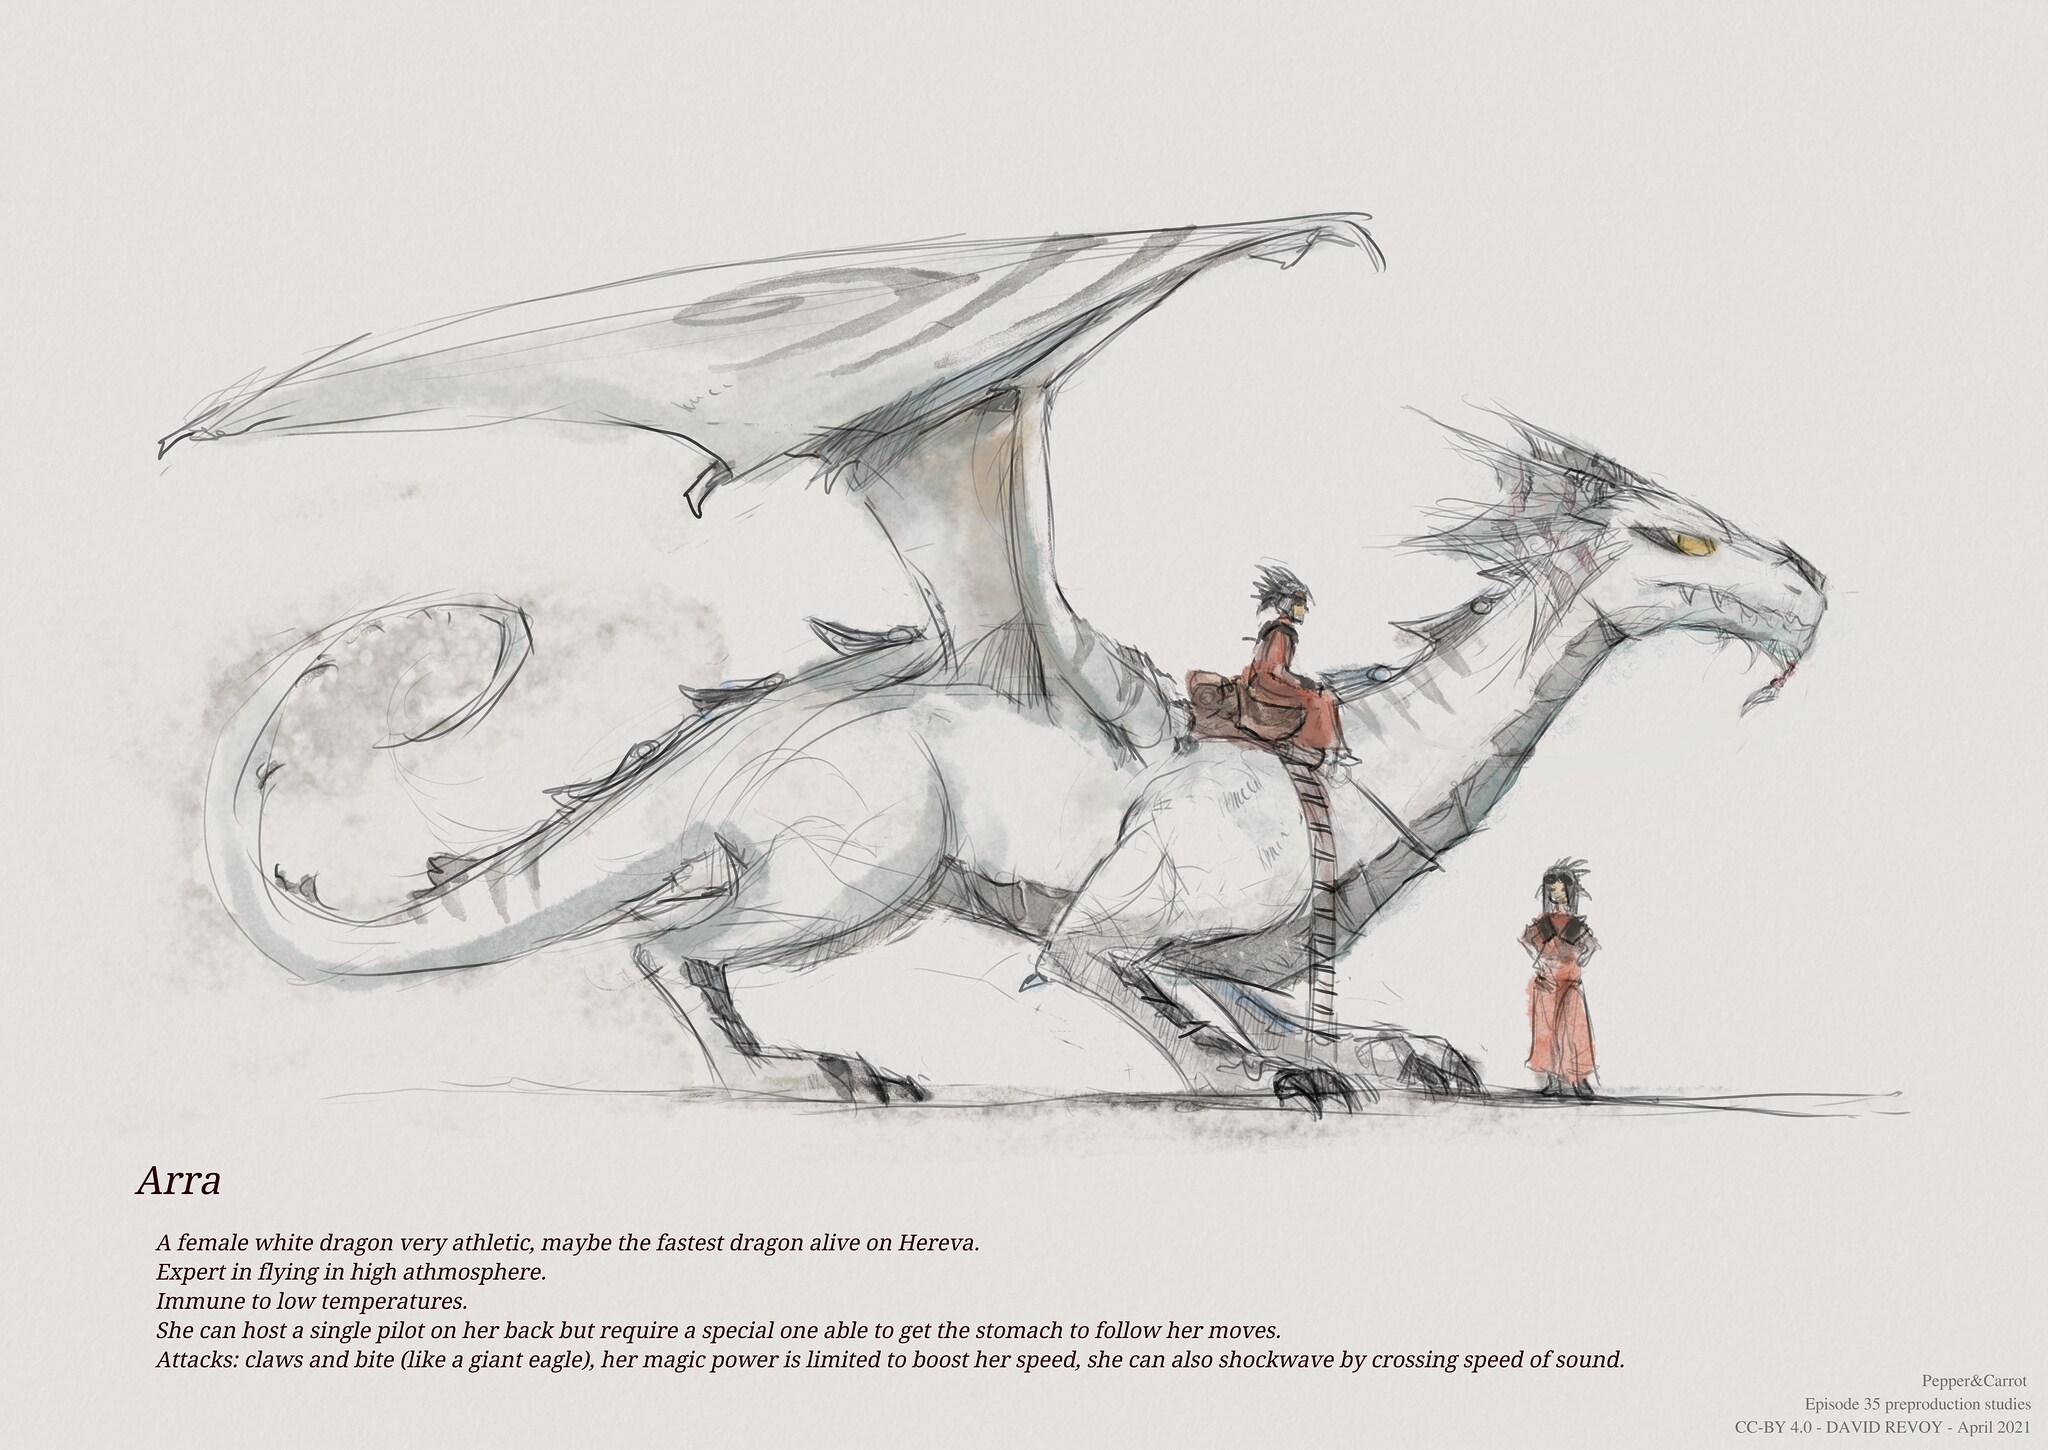 Arra
A female white dragon very athletic, maybe the fastest dragon alive on Hereva.
Expert in flying in high athmosphere.
Immune to low temperatures.
She can host a single pilot on her back but require a special one able to get the stomach to follow her moves.
Attacks: claws and bite (like a giant eagle), her magic power is limited to boost her speed, she can also shockwave by crossing speed of sound.
Pepper&Carrot
Episode 35 preproduction studies
CC-BY 4.0 - DAVID REVOY - April 2021